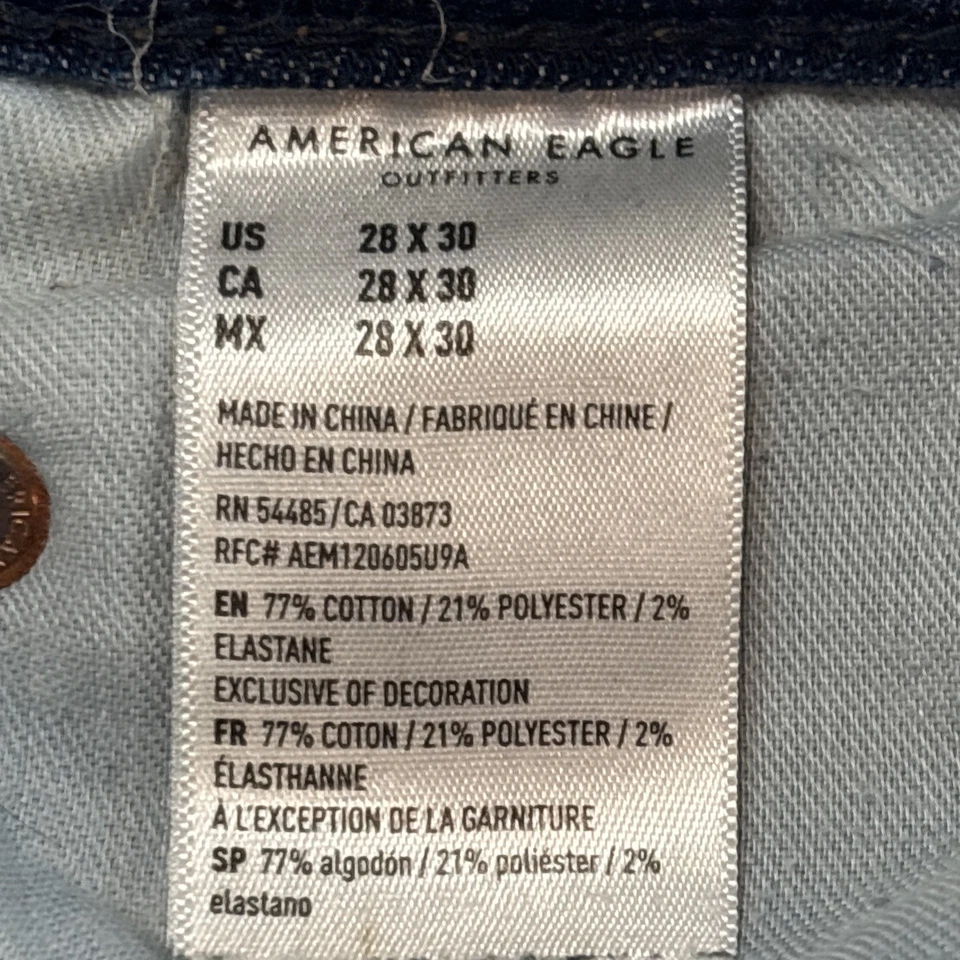 AMERICAN EAGLE
OUTFITTERS
US 28 X 30
CA 28 X 30
MX 28 X 30
MADE IN CHINA / FABRIQUÉ EN CHINE /
HECHO EN CHINA
RN 54485/CA 03873
RFC# AEM120605U9A
EN 77% COTTON / 21% POLYESTER / 2%
ELASTANE
EXCLUSIVE OF DECORATION
FR 77% COTON / 21% POLYESTER / 2%
ÉLASTHANNE
À L'EXCEPTION DE LA GARNITURE
SP 77% algodón / 21% poliéster / 2%
elastano